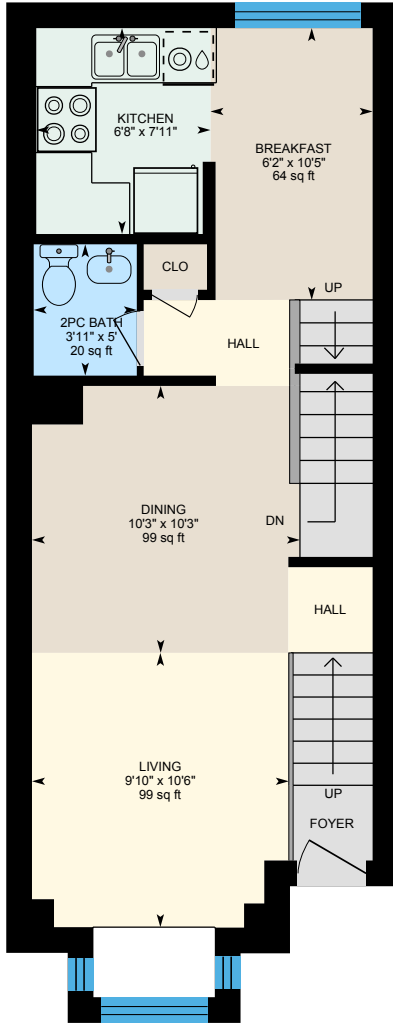 KITCHEN
6'8" x 7'11"
BREAKFAST
6'2" x 10'5"
64 sq ft
CLO
UP
2PC BATH
3'11" x 5'
20 sq ft
HALL
DINING
10'3" x 10'3"
99 sq ft
DN
HALL
LIVING
9'10" x 10'6"
99 sq ft
UP
FOYER